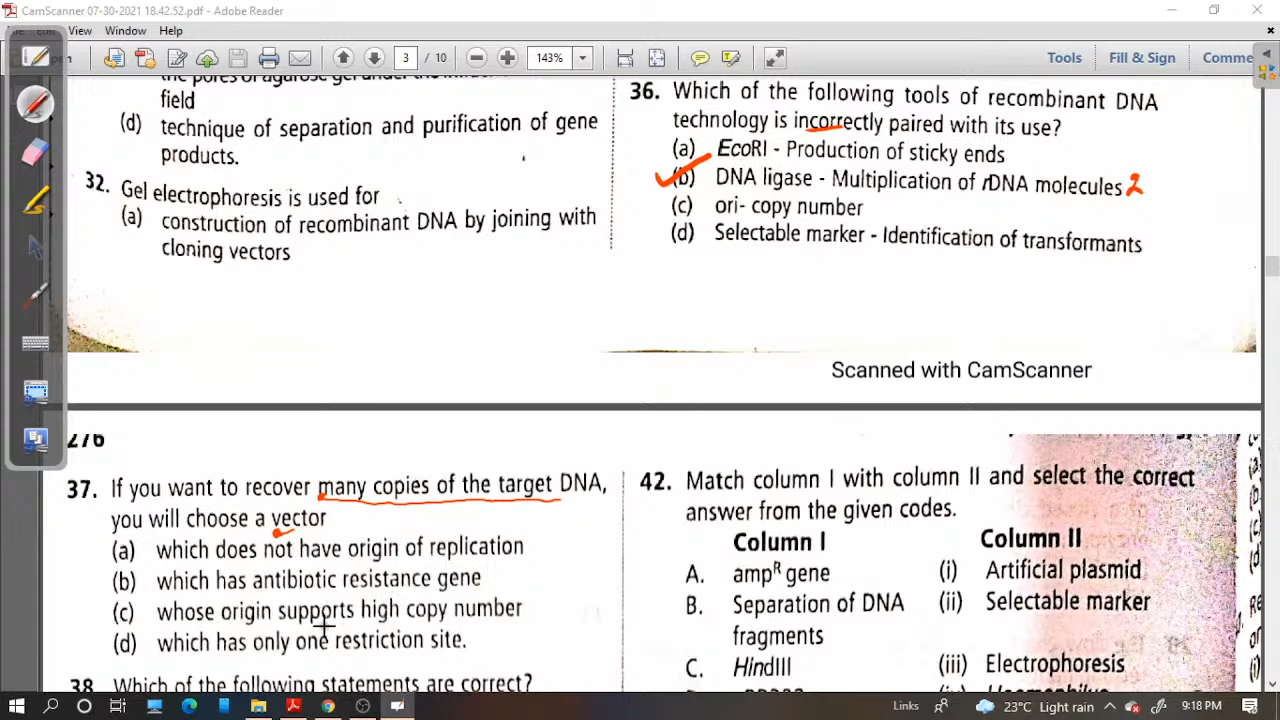 CamScanner 07-30-2021 18.42.52.pdf - Adobe Reader
View Window Help
3 / 10 143% Tools Fill & Sign Comme
field
(d) technique of separation and purification of gene
products.
32. Gel electrophoresis is used for
(a) construction of recombinant DNA by joining with
cloning vectors
36. Which of the following tools of recombinant DNA
technology is incorrectly paired with its use?
(a) EcoRI - Production of sticky ends
(b) DNA ligase - Multiplication of rDNA molecules 2
(c) ori- copy number
(d) Selectable marker - Identification of transformants
Scanned with CamScanner
276
37. If you want to recover many copies of the target DNA,
you will choose a vector
(a) which does not have origin of replication
(b) which has antibiotic resistance gene
(c) whose origin supports high copy number
(d) which has only one restriction site.
38. Which of the following statements are correct?
42. Match column I with column II and select the correct
answer from the given codes.
Column I Column II
A. ampᴿ gene (i) Artificial plasmid
B. Separation of DNA (ii) Selectable marker
fragments
C. HindIII (iii) Electrophoresis
Links 23°C Light rain ENG 9:18 PM